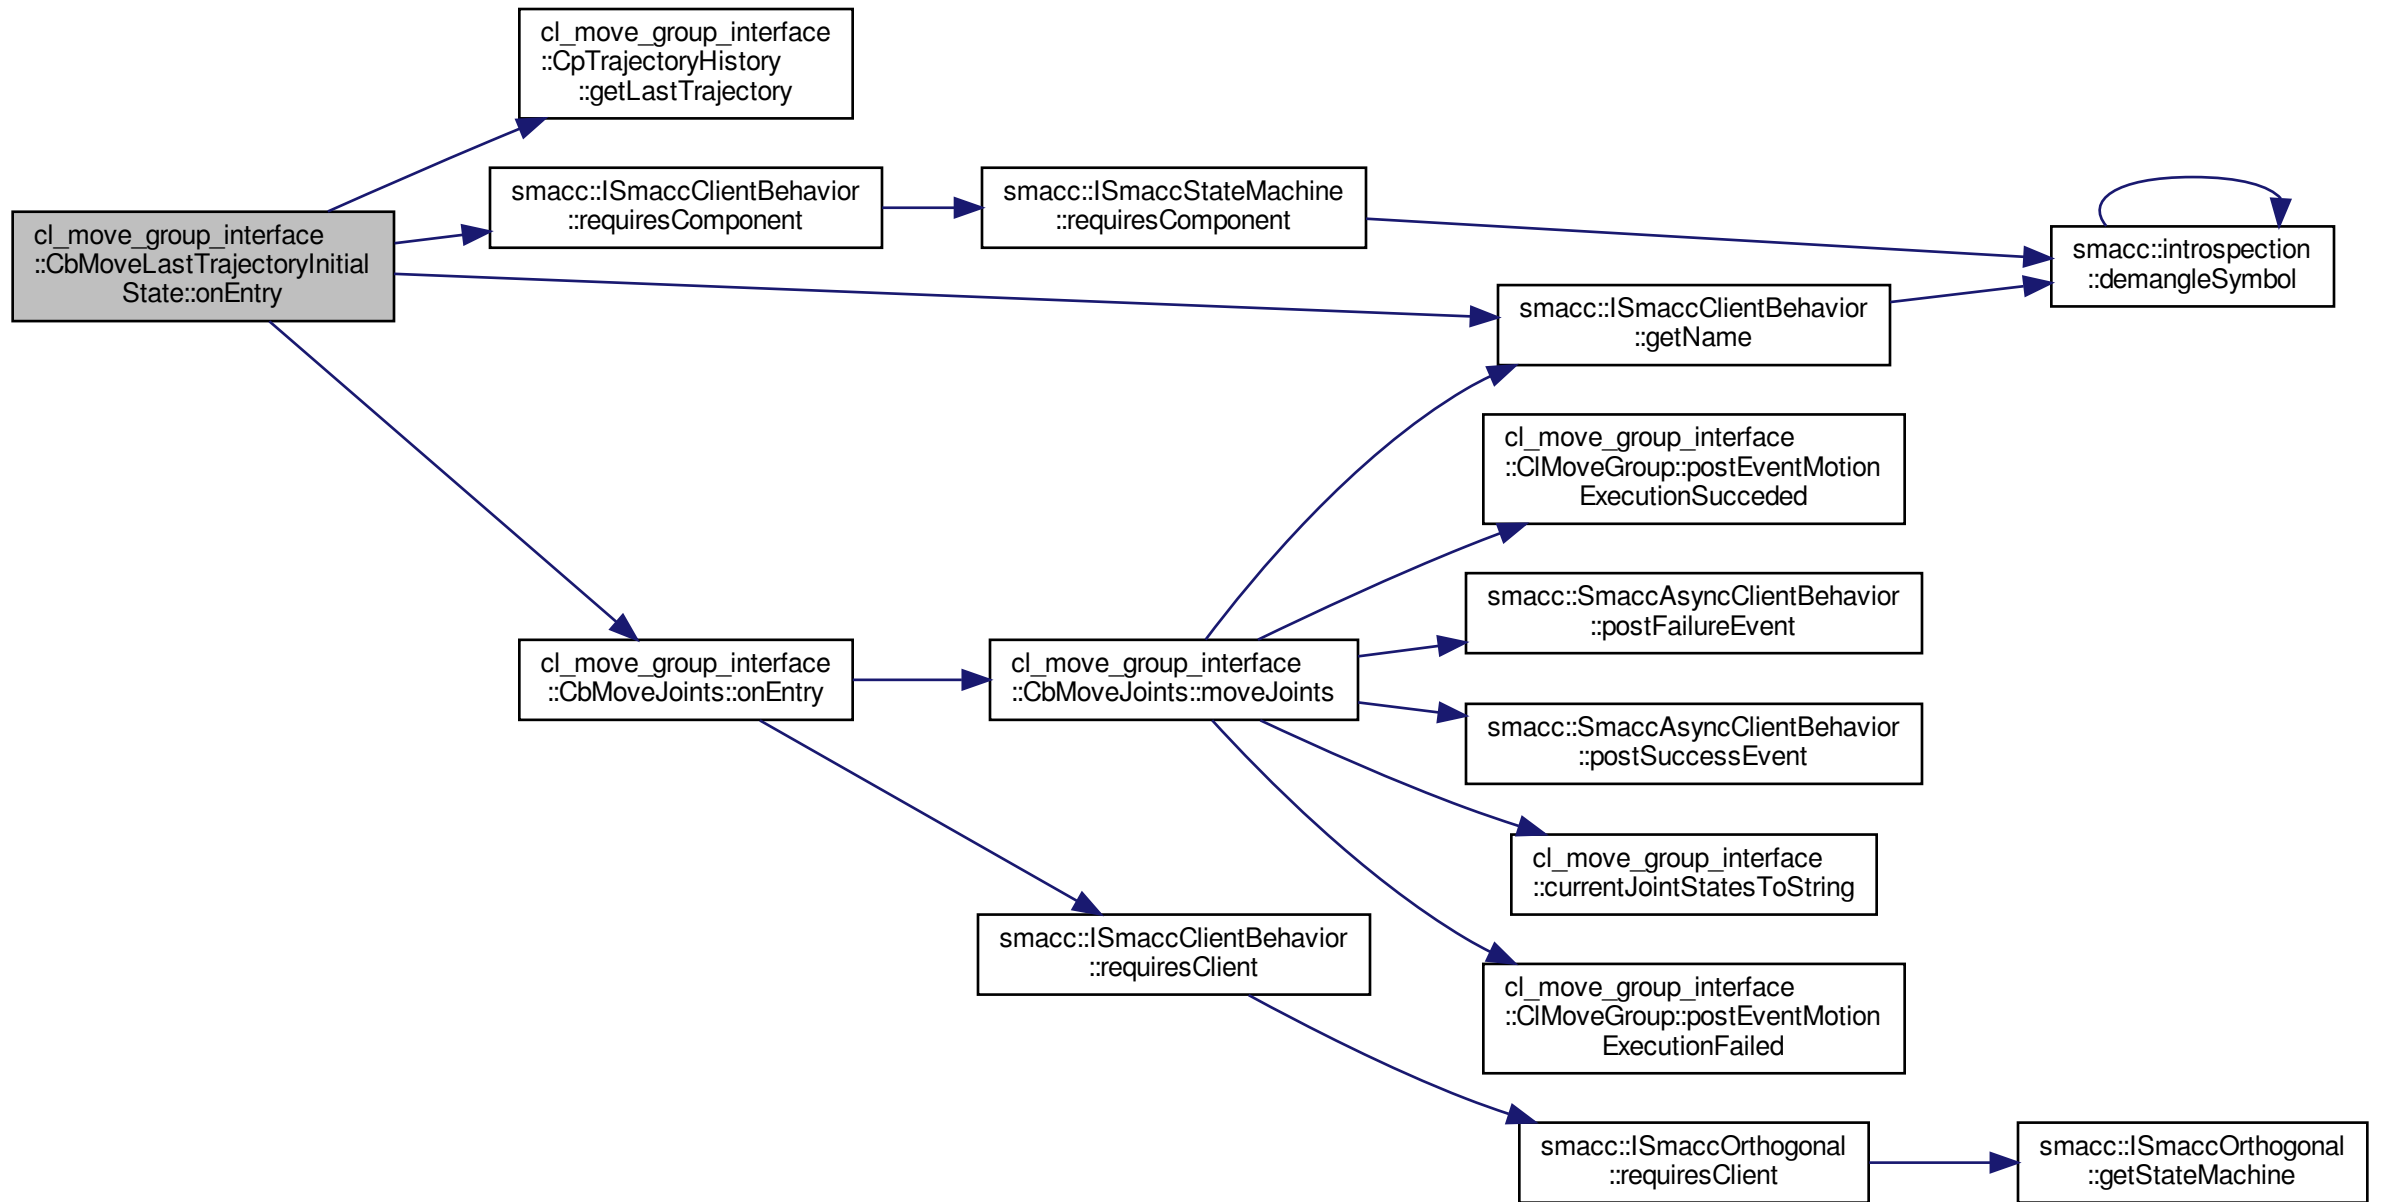 cl_move_group_interface
::CpTrajectoryHistory
::getLastTrajectory
smacc::ISmaccClientBehavior
::requiresComponent
smacc::ISmaccStateMachine
::requiresComponent
cl_move_group_interface
::CbMoveLastTrajectoryInitial
State::onEntry
smacc::introspection
::demangleSymbol
smacc::ISmaccClientBehavior
::getName
cl_move_group_interface
::ClMoveGroup::postEventMotion
ExecutionSucceded
smacc::SmaccAsyncClientBehavior
::postFailureEvent
cl_move_group_interface
::CbMoveJoints::onEntry
cl_move_group_interface
::CbMoveJoints::moveJoints
smacc::SmaccAsyncClientBehavior
::postSuccessEvent
cl_move_group_interface
::currentJointStatesToString
smacc::ISmaccClientBehavior
::requiresClient
cl_move_group_interface
::ClMoveGroup::postEventMotion
ExecutionFailed
smacc::ISmaccOrthogonal
::requiresClient
smacc::ISmaccOrthogonal
::getStateMachine